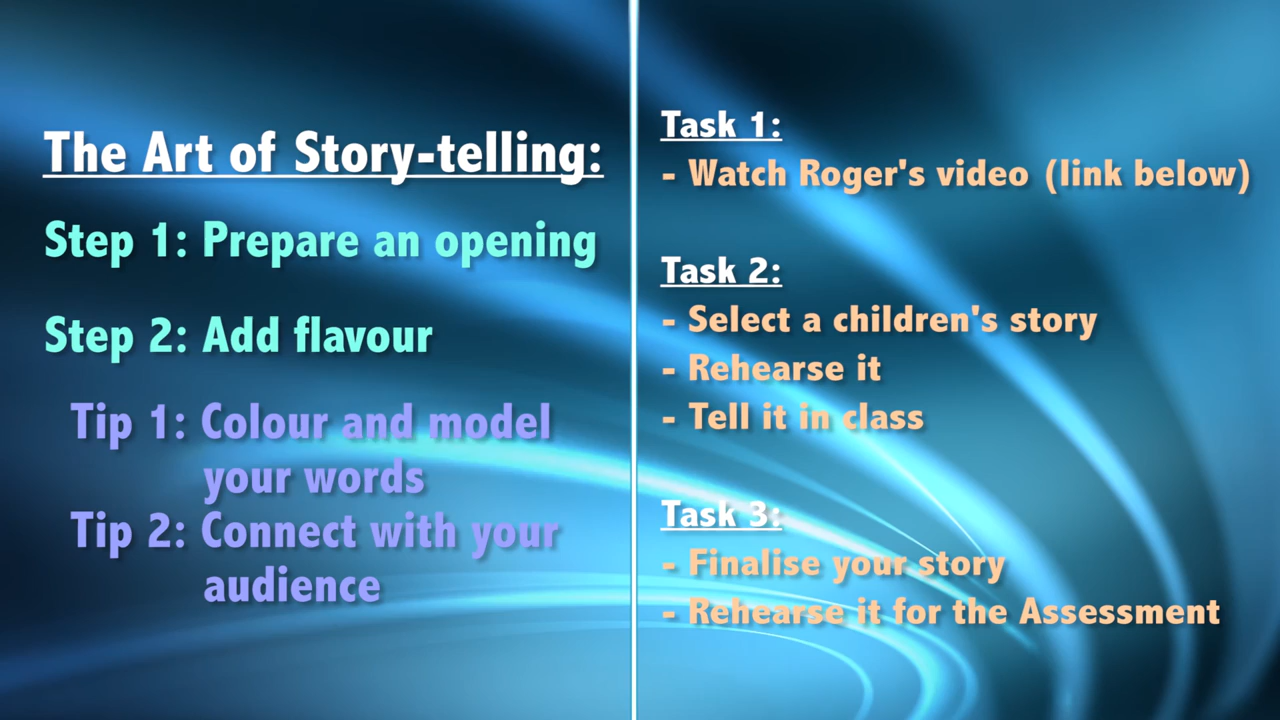 The Art of Story-telling:
Step 1: Prepare an opening
Step 2: Add flavour
Tip 1: Colour and model
your words
Tip 2: Connect with your
audience
Task 1:
- Watch Roger's video (link below)
Task 2:
- Select a children's story
- Rehearse it
- Tell it in class
Task 3:
- Finalise your story
- Rehearse it for the Assessment